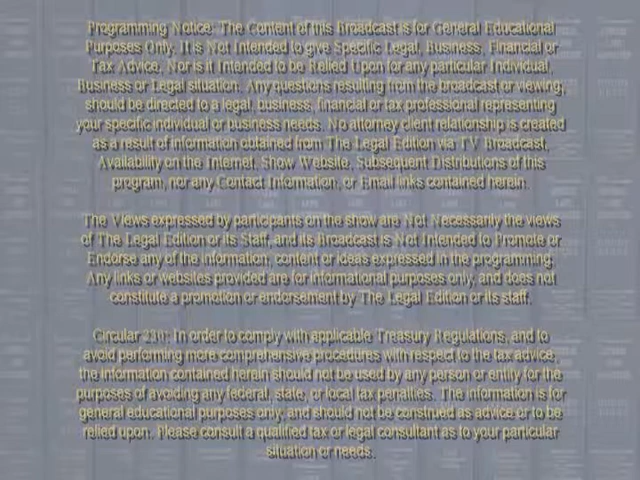 Programming Notice: The Content of this Broadcast is for General Educational
Purposes Only. It is Not Intended to give Specific Legal, Business, Financial or
Tax Advice, Nor is it Intended to be Relied Upon for any particular Individual,
Business or Legal situation. Any questions resulting from the broadcast or viewing,
should be directed to a legal, business, financial or tax professional representing
your specific individual or business needs. No attorney client relationship is created
as a result of information obtained from The Legal Edition via TV Broadcast,
Availability on the Internet, Show Website, Subsequent Distributions of this
program, nor any Contact Information, or Email links contained herein.
The Views expressed by participants on the show are Not Necessarily the views
of The Legal Edition or its Staff, and its Broadcast is Not Intended to Promote or
Endorse any of the information, content or ideas expressed in the programming.
Any links or websites provided are for informational purposes only, and does not
constitute a promotion or endorsement by The Legal Edition or its staff.
Circular 230: In order to comply with applicable Treasury Regulations, and to
avoid performing more comprehensive procedures with respect to the tax advice,
the information contained herein should not be used by any person or entity for the
purposes of avoiding any federal, state, or local tax penalties. The information is for
general educational purposes only, and should not be construed as advice or to be
relied upon. Please consult a qualified tax or legal consultant as to your particular
situation or needs.